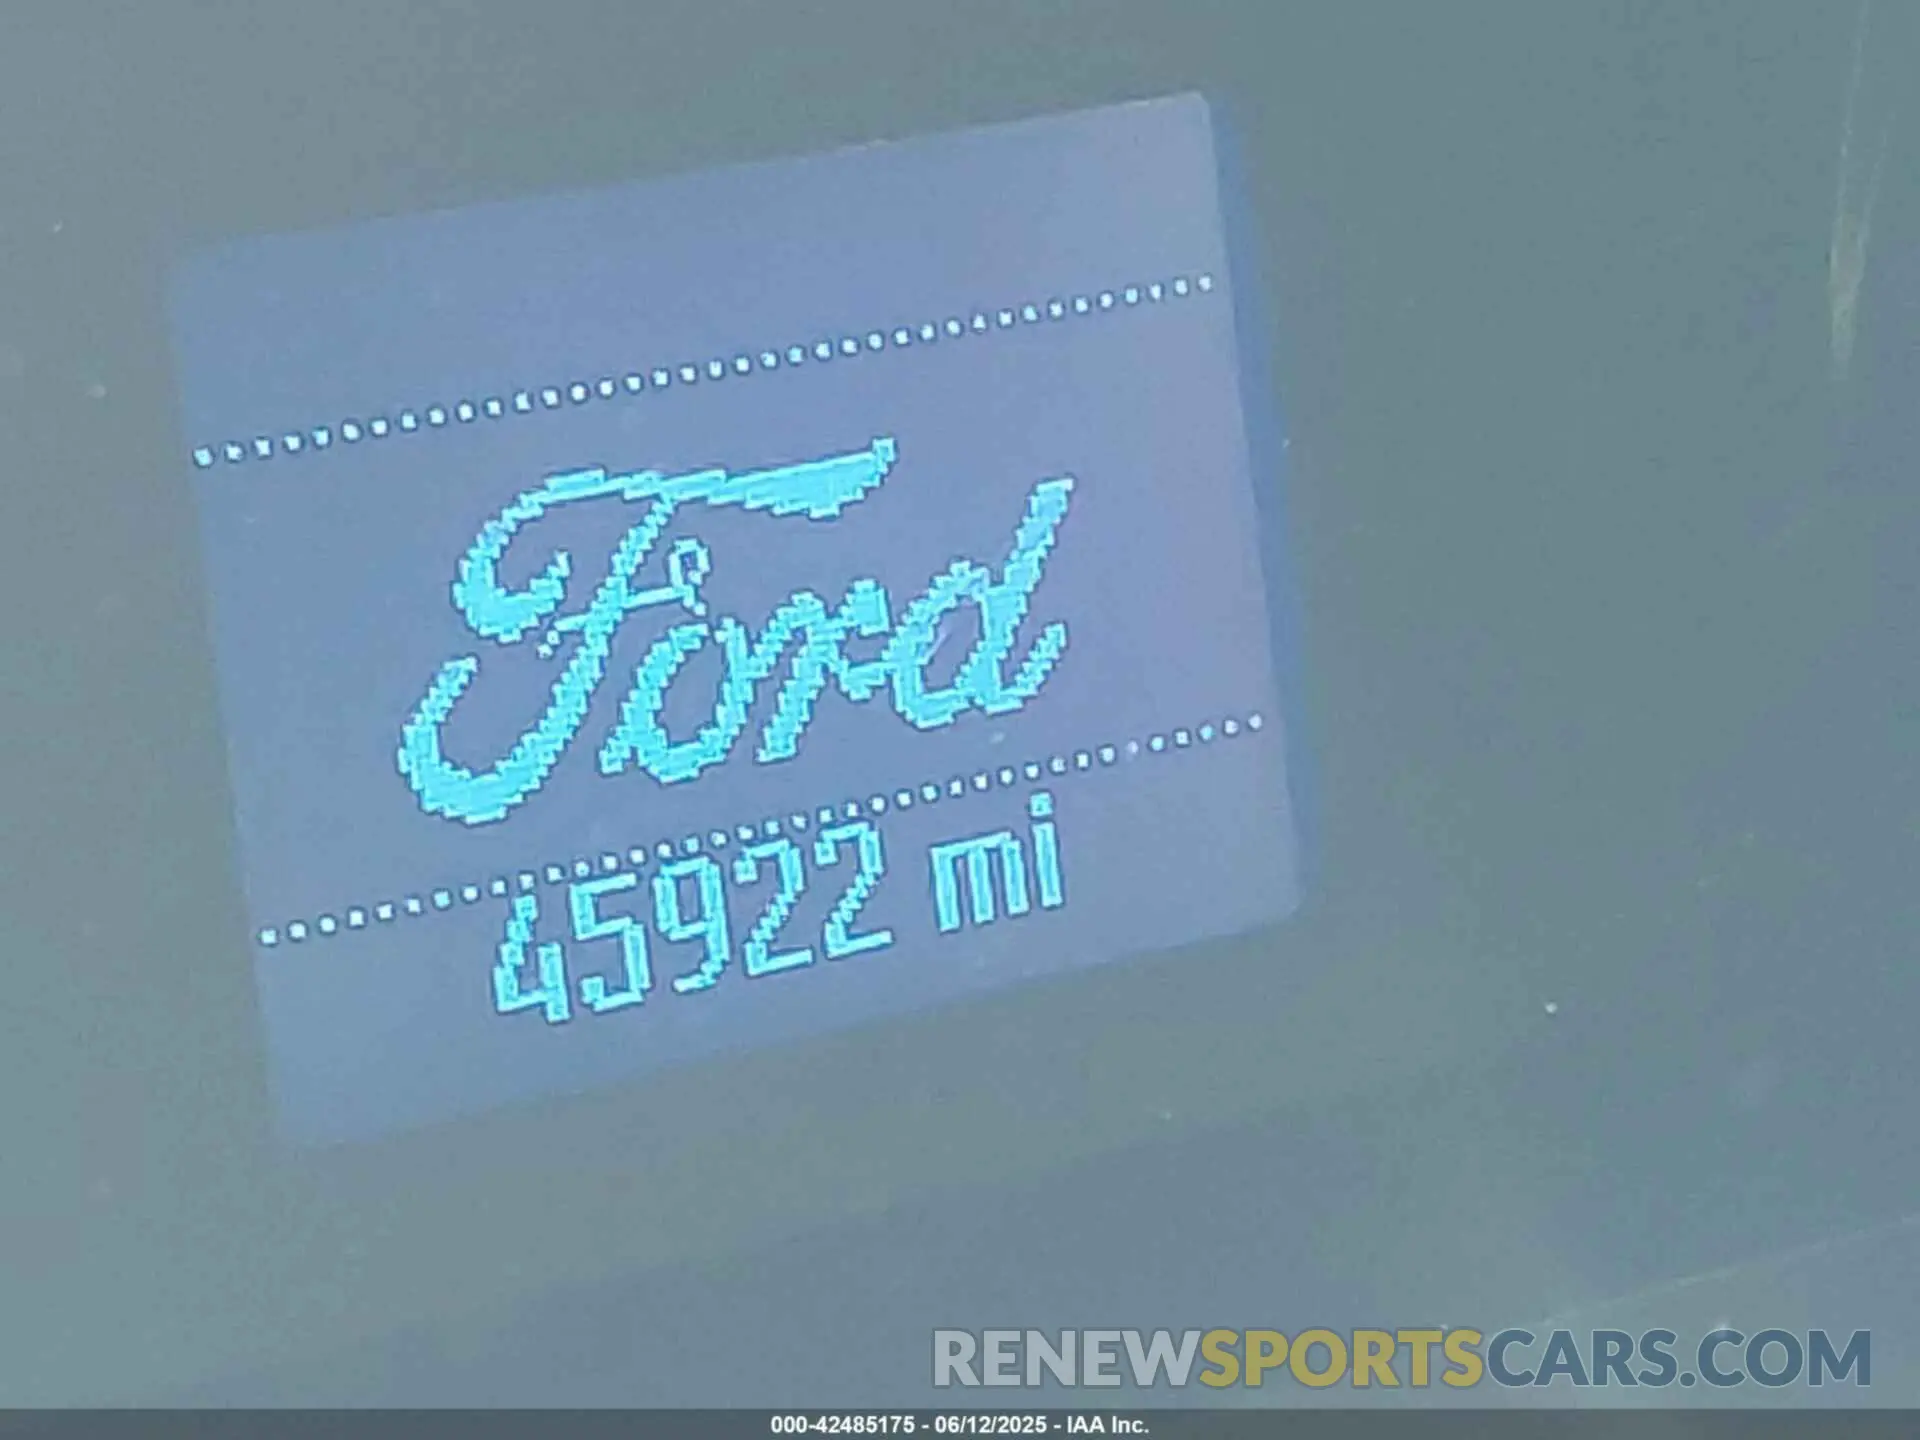 Ford
45922 mi
RENEWSPORTSCARS.COM
000-42485175 - 06/12/2025 - IAA Inc.